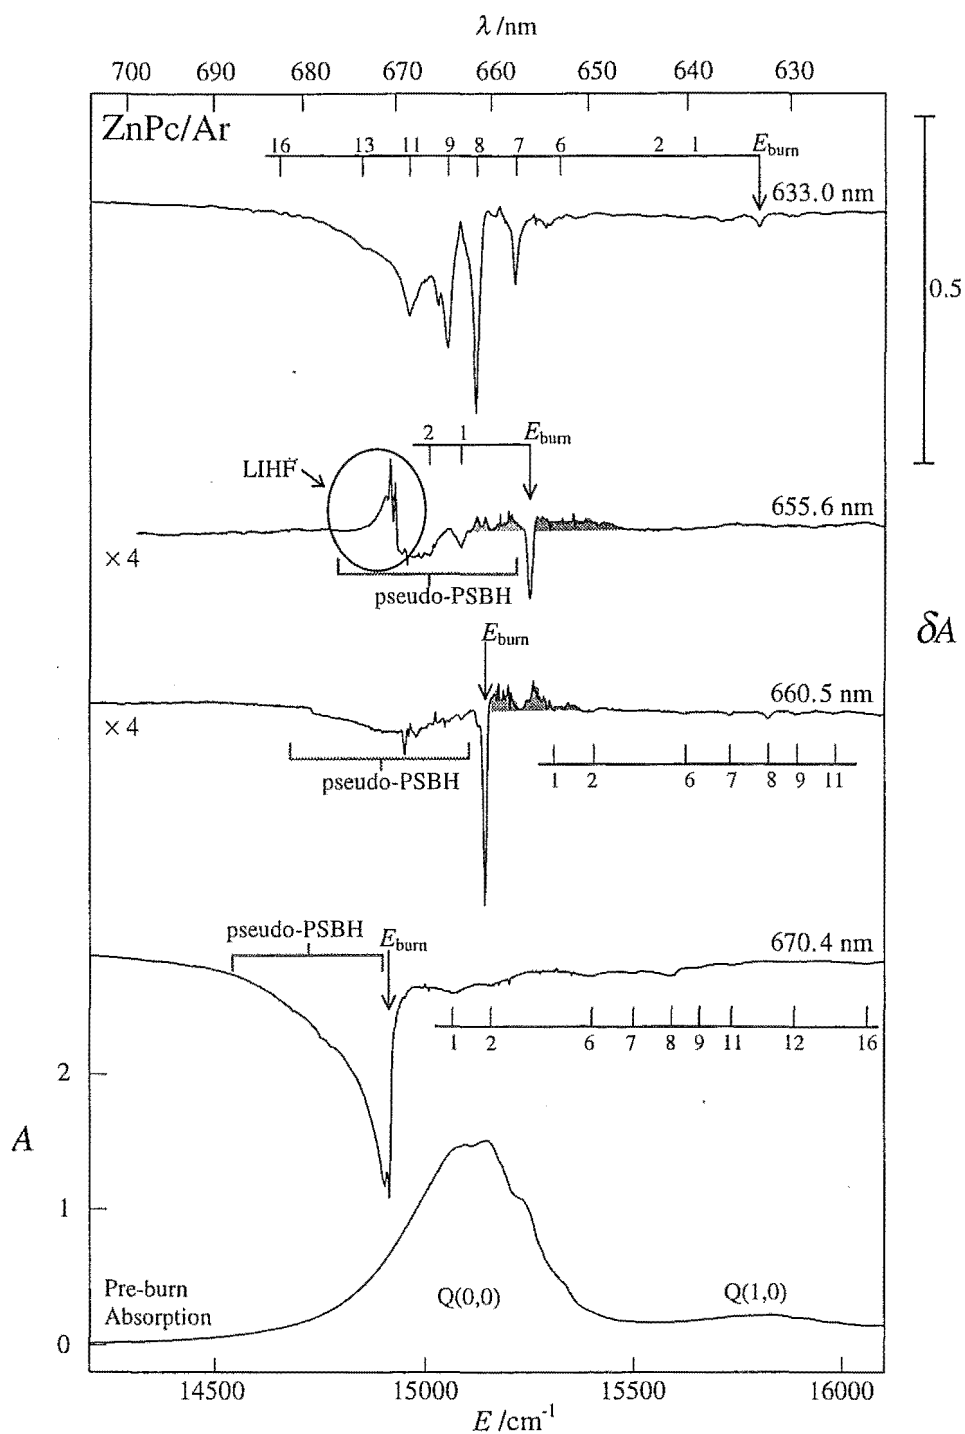 λ /nm
700 690 680 670 660 650 640 630
ZnPc/Ar
16 13 11 9 8 7 6 2 1 Eburn
633.0 nm
0.5
2 1 Eburn
LIHF
655.6 nm
×4
pseudo-PSBH
δA
Eburn
660.5 nm
×4
pseudo-PSBH
1 2 6 7 8 9 11
pseudo-PSBH
Eburn
670.4 nm
1 2 6 7 8 9 11 12 16
2
A
1
Pre-burn
Absorption
Q(0,0)
Q(1,0)
0
14500 15000 15500 16000
E /cm-1